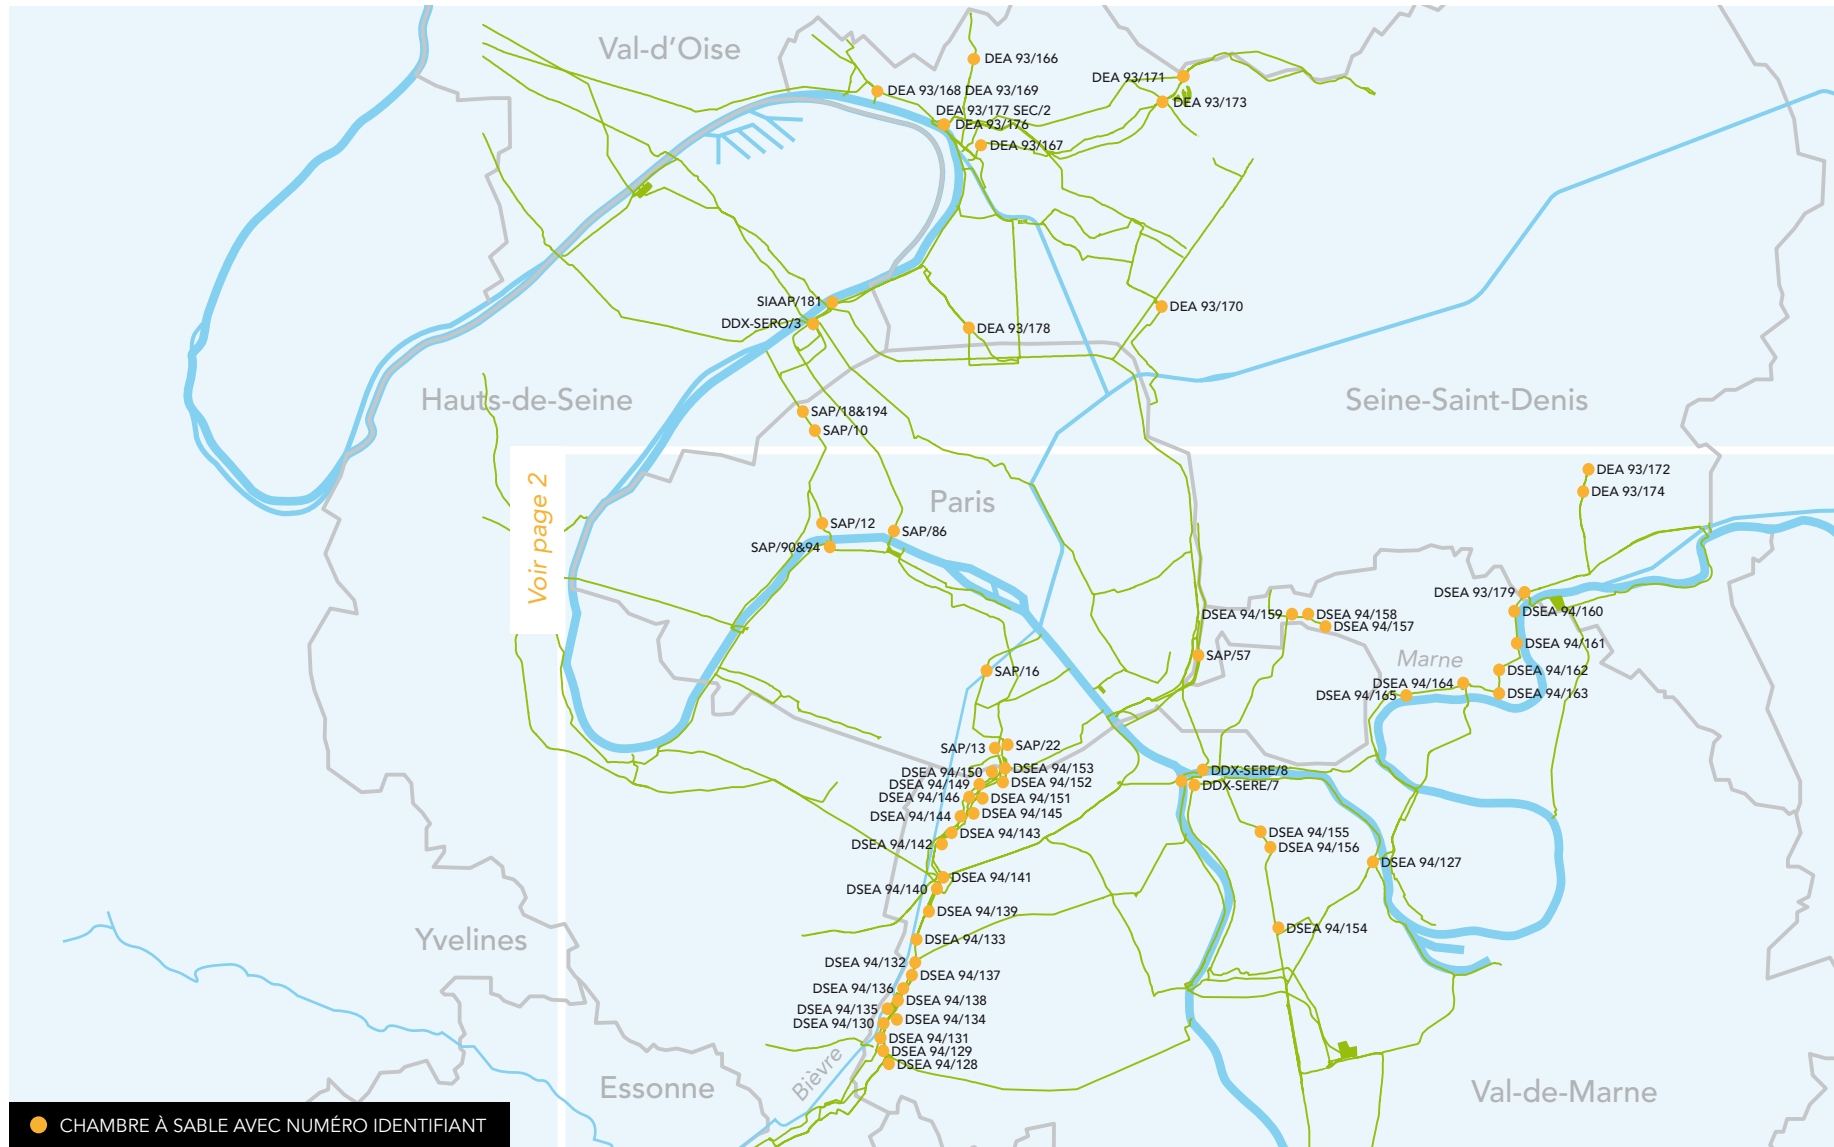 Val-d'Oise
DEA 93/166
DEA 93/171
DEA 93/168 DEA 93/169
DEA 93/173
DEA 93/177 SEC/2
DEA 93/176
DEA 93/167
SIAAP/181
DEA 93/170
DDX-SERO/3
DEA 93/178
Hauts-de-Seine
Seine-Saint-Denis
SAP/18&194
SAP/10
DEA 93/172
DEA 93/174
Voir page 2
Paris
SAP/12
SAP/86
SAP/90&94
DSEA 93/179
DSEA 94/160
DSEA 94/159
DSEA 94/158
DSEA 94/157
DSEA 94/161
SAP/57
Marne
SAP/16
DSEA 94/162
DSEA 94/164
DSEA 94/163
DSEA 94/165
SAP/13
SAP/22
DSEA 94/153
DSEA 94/150
DDX-SERE/8
DSEA 94/149
DSEA 94/152
DDX-SERE/7
DSEA 94/146
DSEA 94/151
DSEA 94/144
DSEA 94/145
DSEA 94/143
DSEA 94/155
DSEA 94/142
DSEA 94/156
DSEA 94/127
DSEA 94/141
DSEA 94/140
DSEA 94/139
DSEA 94/154
Yvelines
DSEA 94/133
DSEA 94/132
DSEA 94/137
DSEA 94/136
DSEA 94/138
DSEA 94/135
DSEA 94/134
DSEA 94/130
DSEA 94/131
DSEA 94/129
DSEA 94/128
Bièvre
Essonne
Val-de-Marne
CHAMBRE À SABLE AVEC NUMÉRO IDENTIFIANT